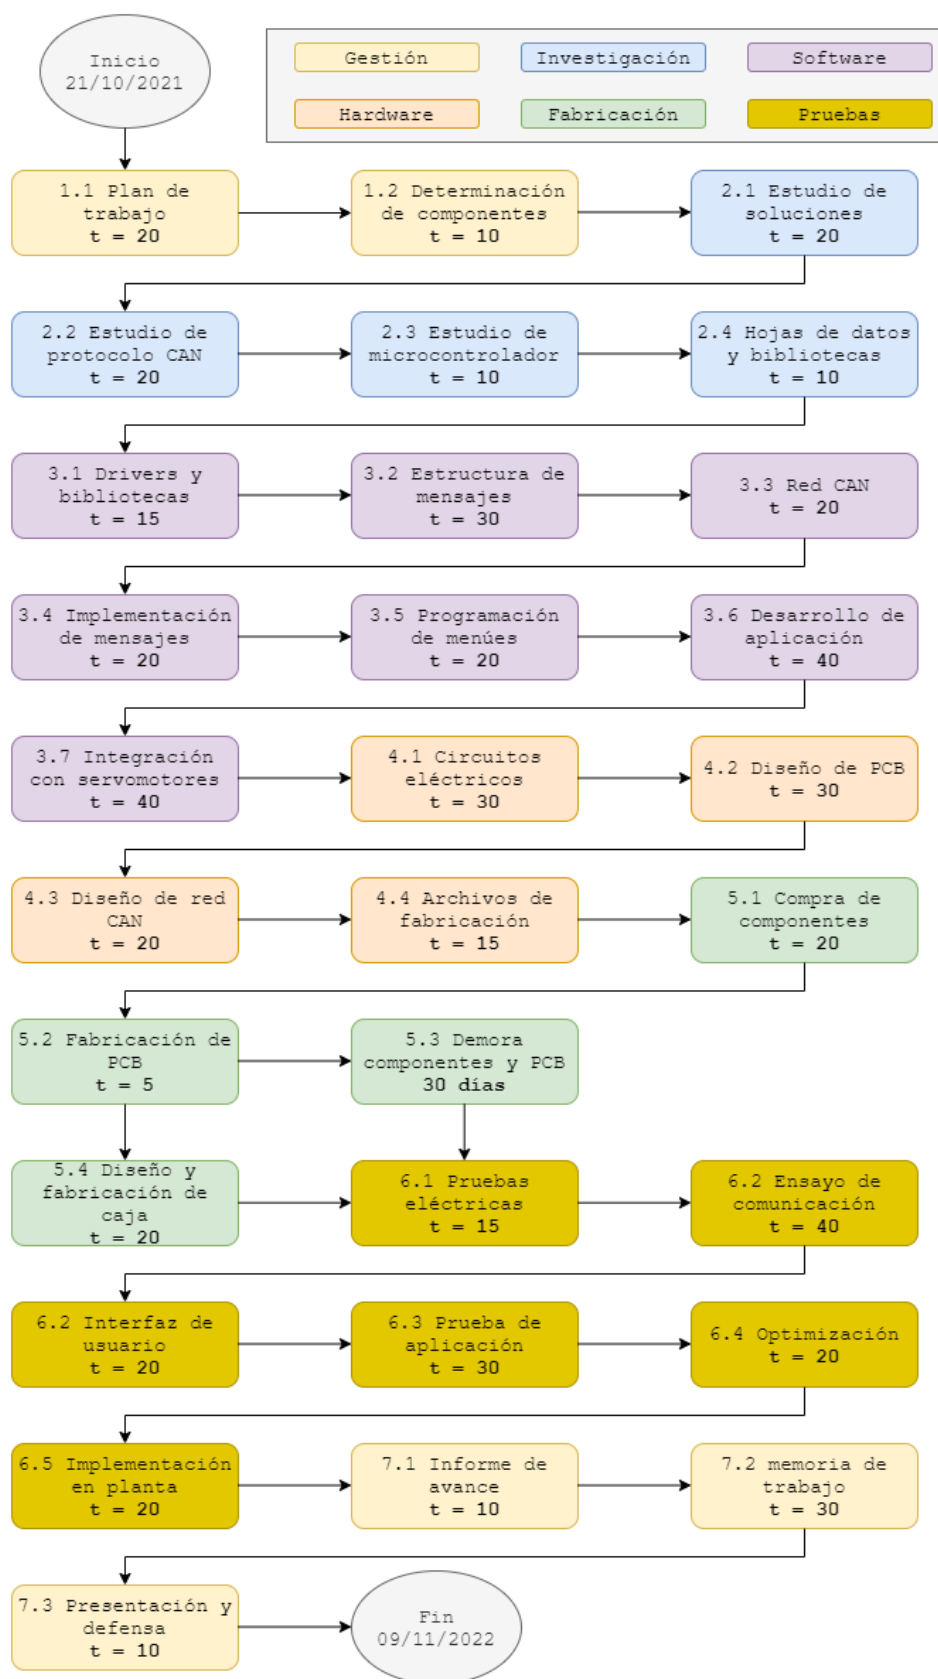 Inicio
21/10/2021
Gestión
Investigación
Software
Hardware
Fabricación
Pruebas
1.1 Plan de
trabajo
t = 20
1.2 Determinación
de componentes
t = 10
2.1 Estudio de
soluciones
t = 20
2.2 Estudio de
protocolo CAN
t = 20
2.3 Estudio de
microcontrolador
t = 10
2.4 Hojas de datos
y bibliotecas
t = 10
3.1 Drivers y
bibliotecas
t = 15
3.2 Estructura de
mensajes
t = 30
3.3 Red CAN
t = 20
3.4 Implementación
de mensajes
t = 20
3.5 Programación
de menúes
t = 20
3.6 Desarrollo de
aplicación
t = 40
3.7 Integración
con servomotores
t = 40
4.1 Circuitos
eléctricos
t = 30
4.2 Diseño de PCB
t = 30
4.3 Diseño de red
CAN
t = 20
4.4 Archivos de
fabricación
t = 15
5.1 Compra de
componentes
t = 20
5.2 Fabricación de
PCB
t = 5
5.3 Demora
componentes y PCB
30 días
5.4 Diseño y
fabricación de
caja
t = 20
6.1 Pruebas
eléctricas
t = 15
6.2 Ensayo de
comunicación
t = 40
6.2 Interfaz de
usuario
t = 20
6.3 Prueba de
aplicación
t = 30
6.4 Optimización
t = 20
6.5 Implementación
en planta
t = 20
7.1 Informe de
avance
t = 10
7.2 memoria de
trabajo
t = 30
7.3 Presentación y
defensa
t = 10
Fin
09/11/2022